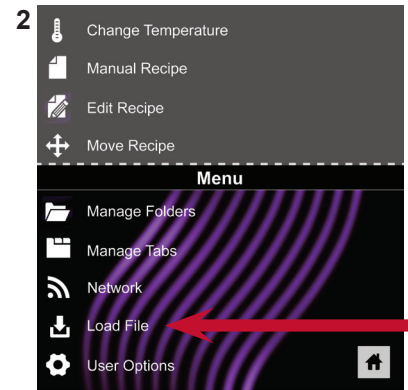 2
Change Temperature
Manual Recipe
Edit Recipe
Move Recipe
Menu
Manage Folders
Manage Tabs
Network
Load File
User Options